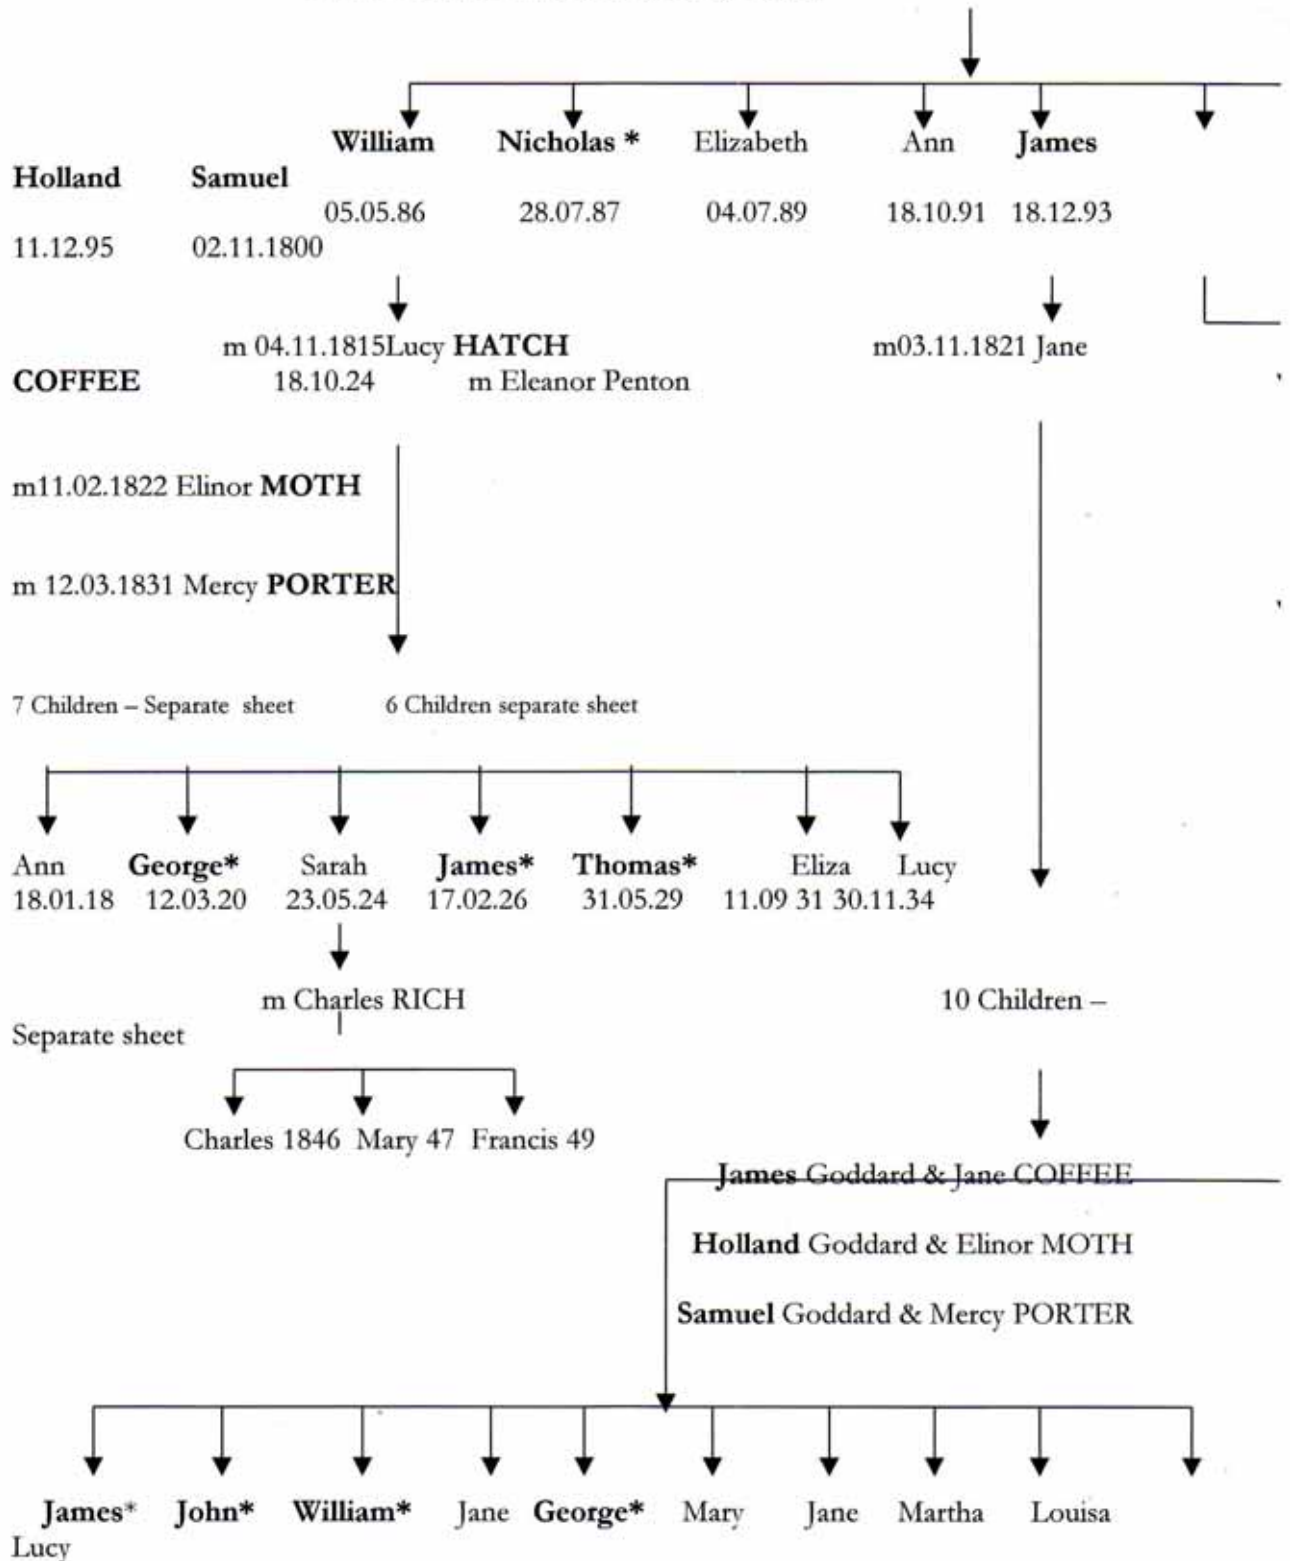 William Nicholas * Elizabeth Ann James
Holland Samuel
05.05.86 28.07.87 04.07.89 18.10.91 18.12.93
11.12.95 02.11.1800
m 04.11.1815Lucy HATCH m03.11.1821 Jane
COFFEE 18.10.24 m Eleanor Penton
m11.02.1822 Elinor MOTH
m 12.03.1831 Mercy PORTER
7 Children – Separate sheet 6 Children separate sheet
Ann George* Sarah James* Thomas* Eliza Lucy
18.01.18 12.03.20 23.05.24 17.02.26 31.05.29 11.09 31 30.11.34
m Charles RICH 10 Children –
Separate sheet
Charles 1846 Mary 47 Francis 49
James Goddard & Jane COFFEE
Holland Goddard & Elinor MOTH
Samuel Goddard & Mercy PORTER
James* John* William* Jane George* Mary Jane Martha Louisa
Lucy